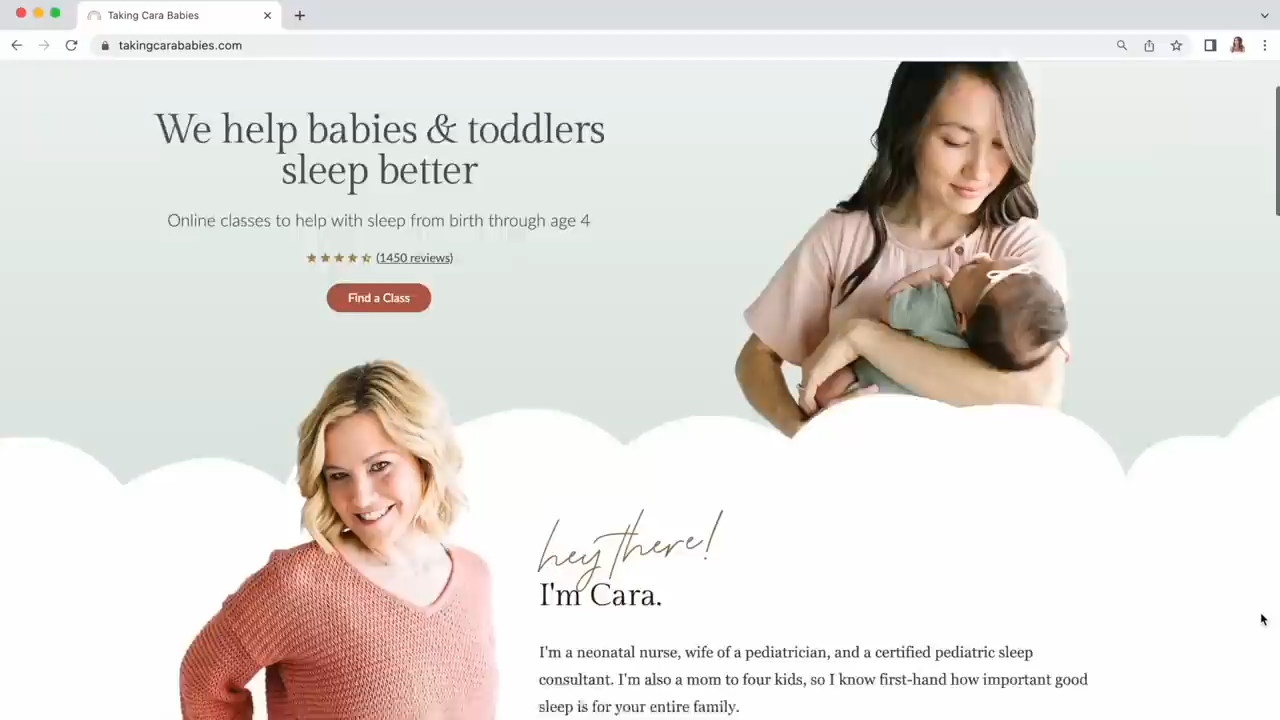 Taking Cara Babies
takingcarababies.com
We help babies & toddlers
sleep better
Online classes to help with sleep from birth through age 4
(1450 reviews)
Find a Class
hey there!
I'm Cara.
I'm a neonatal nurse, wife of a pediatrician, and a certified pediatric sleep
consultant. I'm also a mom to four kids, so I know first-hand how important good
sleep is for your entire family.